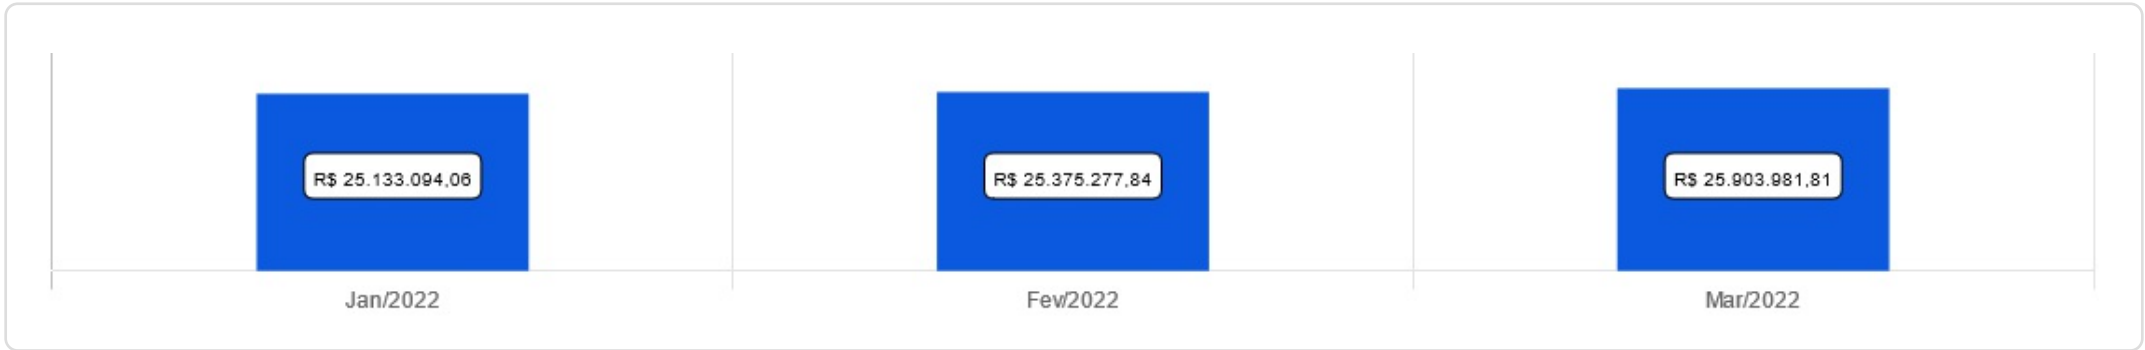 R$ 25.133.094,06
R$ 25.375.277,84
R$ 25.903.981,81
Jan/2022
Fev/2022
Mar/2022